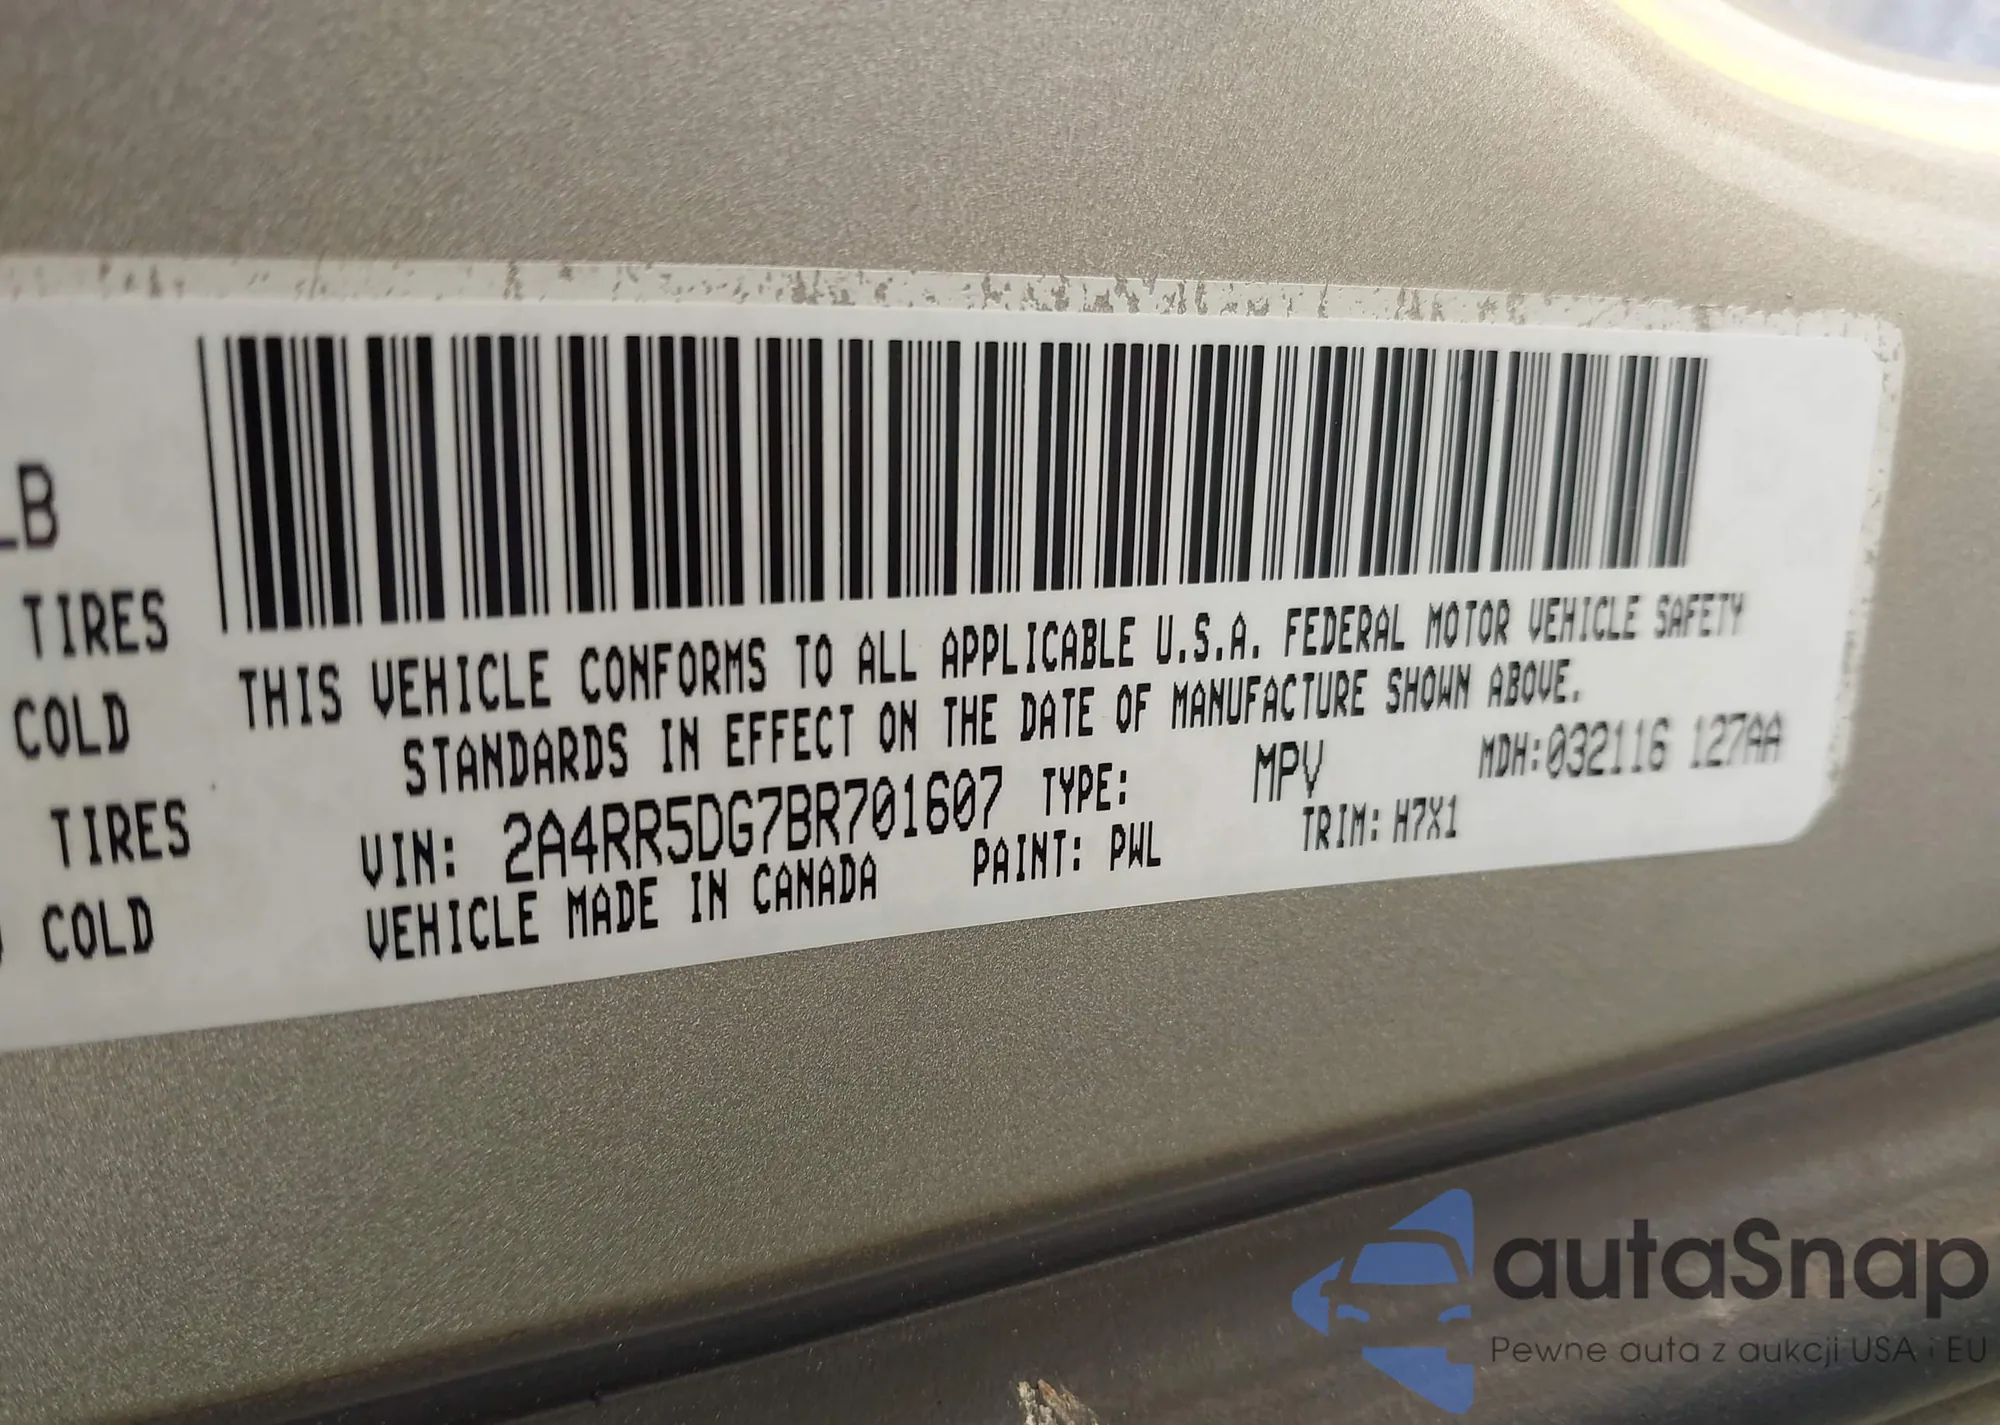 LB
TIRES
COLD
TIRES
COLD
THIS VEHICLE CONFORMS TO ALL APPLICABLE U.S.A. FEDERAL MOTOR VEHICLE SAFETY
STANDARDS IN EFFECT ON THE DATE OF MANUFACTURE SHOWN ABOVE.
VIN: 2A4RR5DG7BR701607 TYPE: MPV MDH:032116 127AA
VEHICLE MADE IN CANADA PAINT: PWL TRIM: H7X1
autaSnap
Pewne auta z aukcji USA i EU